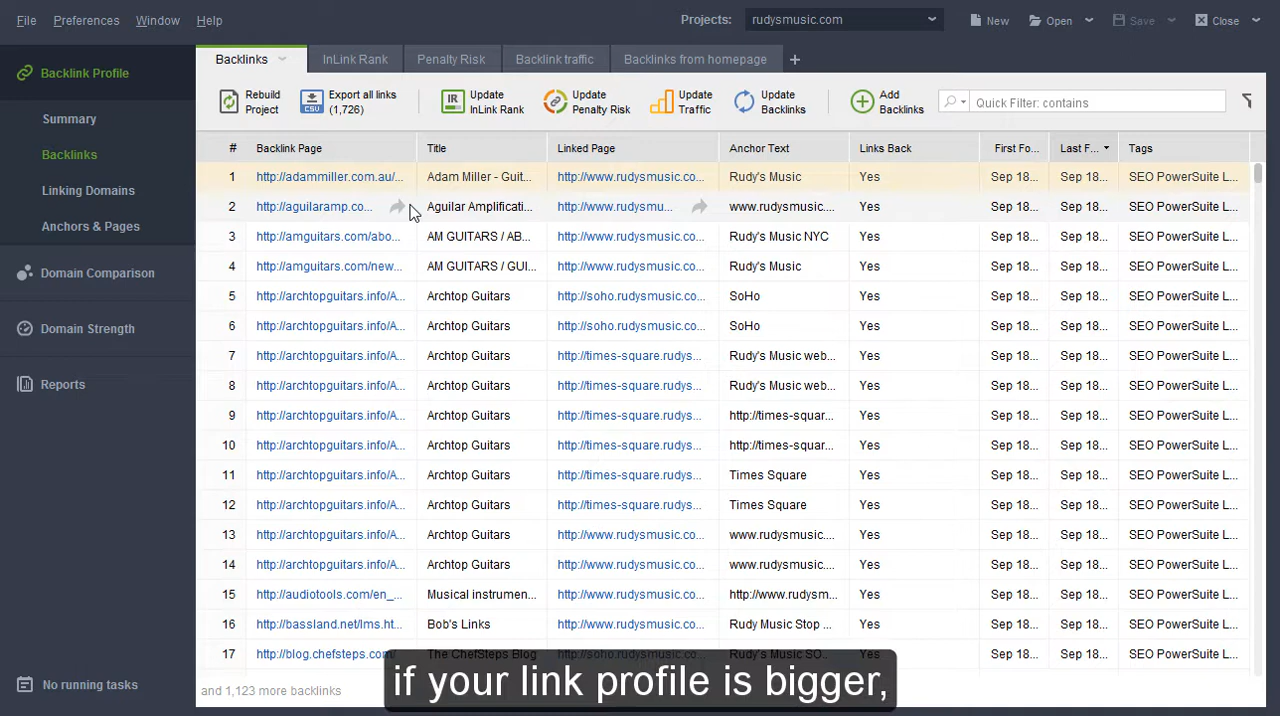 File Preferences Window Help Projects: rudysmusic.com New Open Save Close
Backlink Profile
Summary
Backlinks
Linking Domains
Anchors & Pages
Domain Comparison
Domain Strength
Reports
No running tasks
Backlinks InLink Rank Penalty Risk Backlink traffic Backlinks from homepage +
Rebuild Project
Export all links (1,726)
IR Update InLink Rank
Update Penalty Risk
Update Traffic
Update Backlinks
Add Backlinks
Quick Filter: contains
# Backlink Page Title Linked Page Anchor Text Links Back First Fo... Last F... Tags
1 http://adammiller.com.au/... Adam Miller - Guit... http://www.rudysmusic.co... Rudy's Music Yes Sep 18... Sep 18... SEO PowerSuite L...
2 http://aguilaramp.co... Aguilar Amplificati... http://www.rudysmu... www.rudysmusic.... Yes Sep 18... Sep 18... SEO PowerSuite L...
3 http://amguitars.com/abo... AM GUITARS / AB... http://www.rudysmusic.co... Rudy's Music NYC Yes Sep 18... Sep 18... SEO PowerSuite L...
4 http://amguitars.com/new... AM GUITARS / GUI... http://www.rudysmusic.co... Rudy's Music Yes Sep 18... Sep 18... SEO PowerSuite L...
5 http://archtopguitars.info/A... Archtop Guitars http://soho.rudysmusic.co... SoHo Yes Sep 18... Sep 18... SEO PowerSuite L...
6 http://archtopguitars.info/A... Archtop Guitars http://soho.rudysmusic.co... SoHo Yes Sep 18... Sep 18... SEO PowerSuite L...
7 http://archtopguitars.info/A... Archtop Guitars http://times-square.rudys... Rudy's Music web... Yes Sep 18... Sep 18... SEO PowerSuite L...
8 http://archtopguitars.info/A... Archtop Guitars http://times-square.rudys... Rudy's Music web... Yes Sep 18... Sep 18... SEO PowerSuite L...
9 http://archtopguitars.info/A... Archtop Guitars http://times-square.rudys... http://times-squar... Yes Sep 18... Sep 18... SEO PowerSuite L...
10 http://archtopguitars.info/A... Archtop Guitars http://times-square.rudys... http://times-squar... Yes Sep 18... Sep 18... SEO PowerSuite L...
11 http://archtopguitars.info/A... Archtop Guitars http://times-square.rudys... Times Square Yes Sep 18... Sep 18... SEO PowerSuite L...
12 http://archtopguitars.info/A... Archtop Guitars http://times-square.rudys... Times Square Yes Sep 18... Sep 18... SEO PowerSuite L...
13 http://archtopguitars.info/A... Archtop Guitars http://www.rudysmusic.co... www.rudysmusic.... Yes Sep 18... Sep 18... SEO PowerSuite L...
14 http://archtopguitars.info/A... Archtop Guitars http://www.rudysmusic.co... www.rudysmusic.... Yes Sep 18... Sep 18... SEO PowerSuite L...
15 http://audiotools.com/en_... Musical instrumen... http://www.rudysmusic.co... http://www.rudysm... Yes Sep 18... Sep 18... SEO PowerSuite L...
16 http://bassland.net/lms.ht... Bob's Links http://www.rudysmusic.co... Rudy Music Stop ... Yes Sep 18... Sep 18... SEO PowerSuite L...
17 http://blog.chefsteps.com/ The ChefSteps Blog http://soho.rudysmusic.co... Rudy's Music SO... Yes Sep 18... Sep 18... SEO PowerSuite L...
and 1,123 more backlinks
if your link profile is bigger,